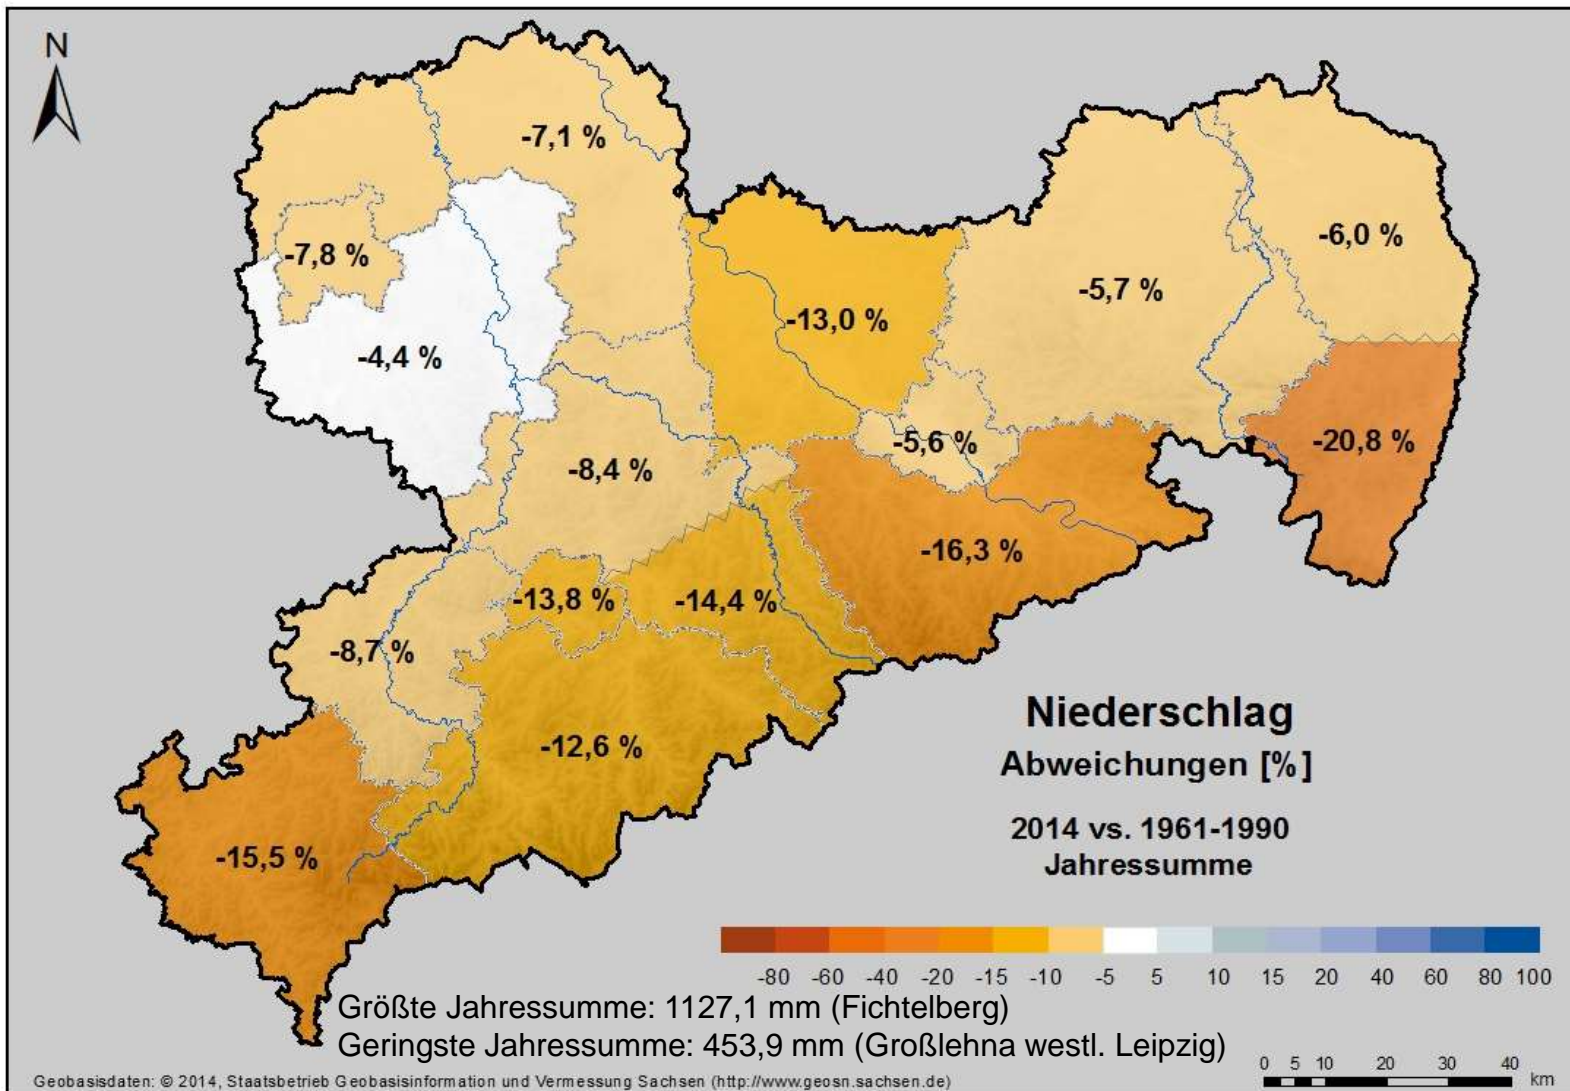 N
-7,1 %
-7,8 %
-6,0 %
-5,7 %
-13,0 %
-4,4 %
-5,6 %
-20,8 %
-8,4 %
-16,3 %
-13,8 %
-14,4 %
-8,7 %
-12,6 %
-15,5 %
Niederschlag
Abweichungen [%]
2014 vs. 1961-1990
Jahressumme
-80 -60 -40 -20 -15 -10 -5 5 10 15 20 40 60 80 100
Größte Jahressumme: 1127,1 mm (Fichtelberg)
Geringste Jahressumme: 453,9 mm (Großlehna westl. Leipzig)
0 5 10 20 30 40
km
Geobasisdaten: © 2014, Staatsbetrieb Geobasisinformation und Vermessung Sachsen (http://www.geosn.sachsen.de)